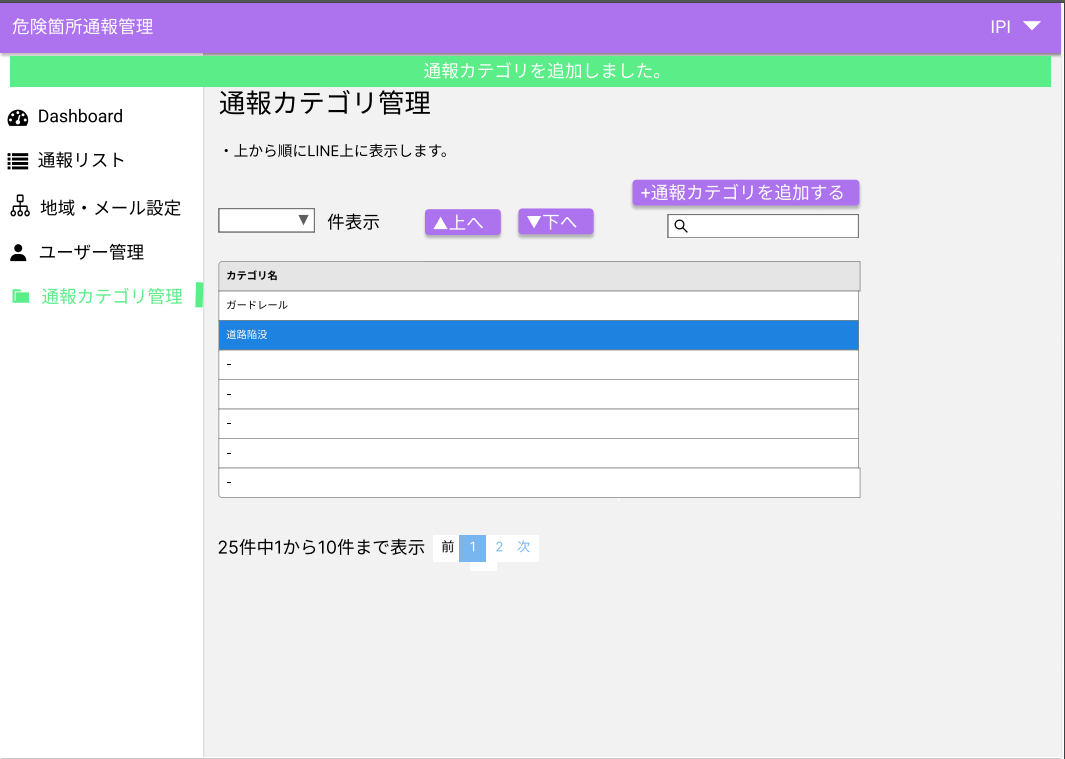 危険箇所通報管理
IPI
通報カテゴリを追加しました。
Dashboard
通報リスト
地域・メール設定
ユーザー管理
通報カテゴリ管理
通報カテゴリ管理
・上から順にLINE上に表示します。
+通報カテゴリを追加する
▼ 件表示 ▲上へ ▼下へ
カテゴリ名
ガードレール
道路陥没
-
-
-
-
-
25件中1から10件まで表示 前 1 2 次